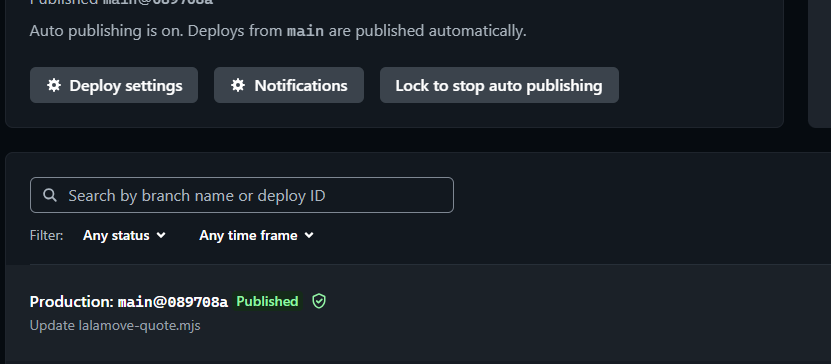 Published main@089708a
Auto publishing is on. Deploys from main are published automatically.
Deploy settings
Notifications
Lock to stop auto publishing
Search by branch name or deploy ID
Filter: Any status Any time frame
Production: main@089708a Published
Update lalamove-quote.mjs